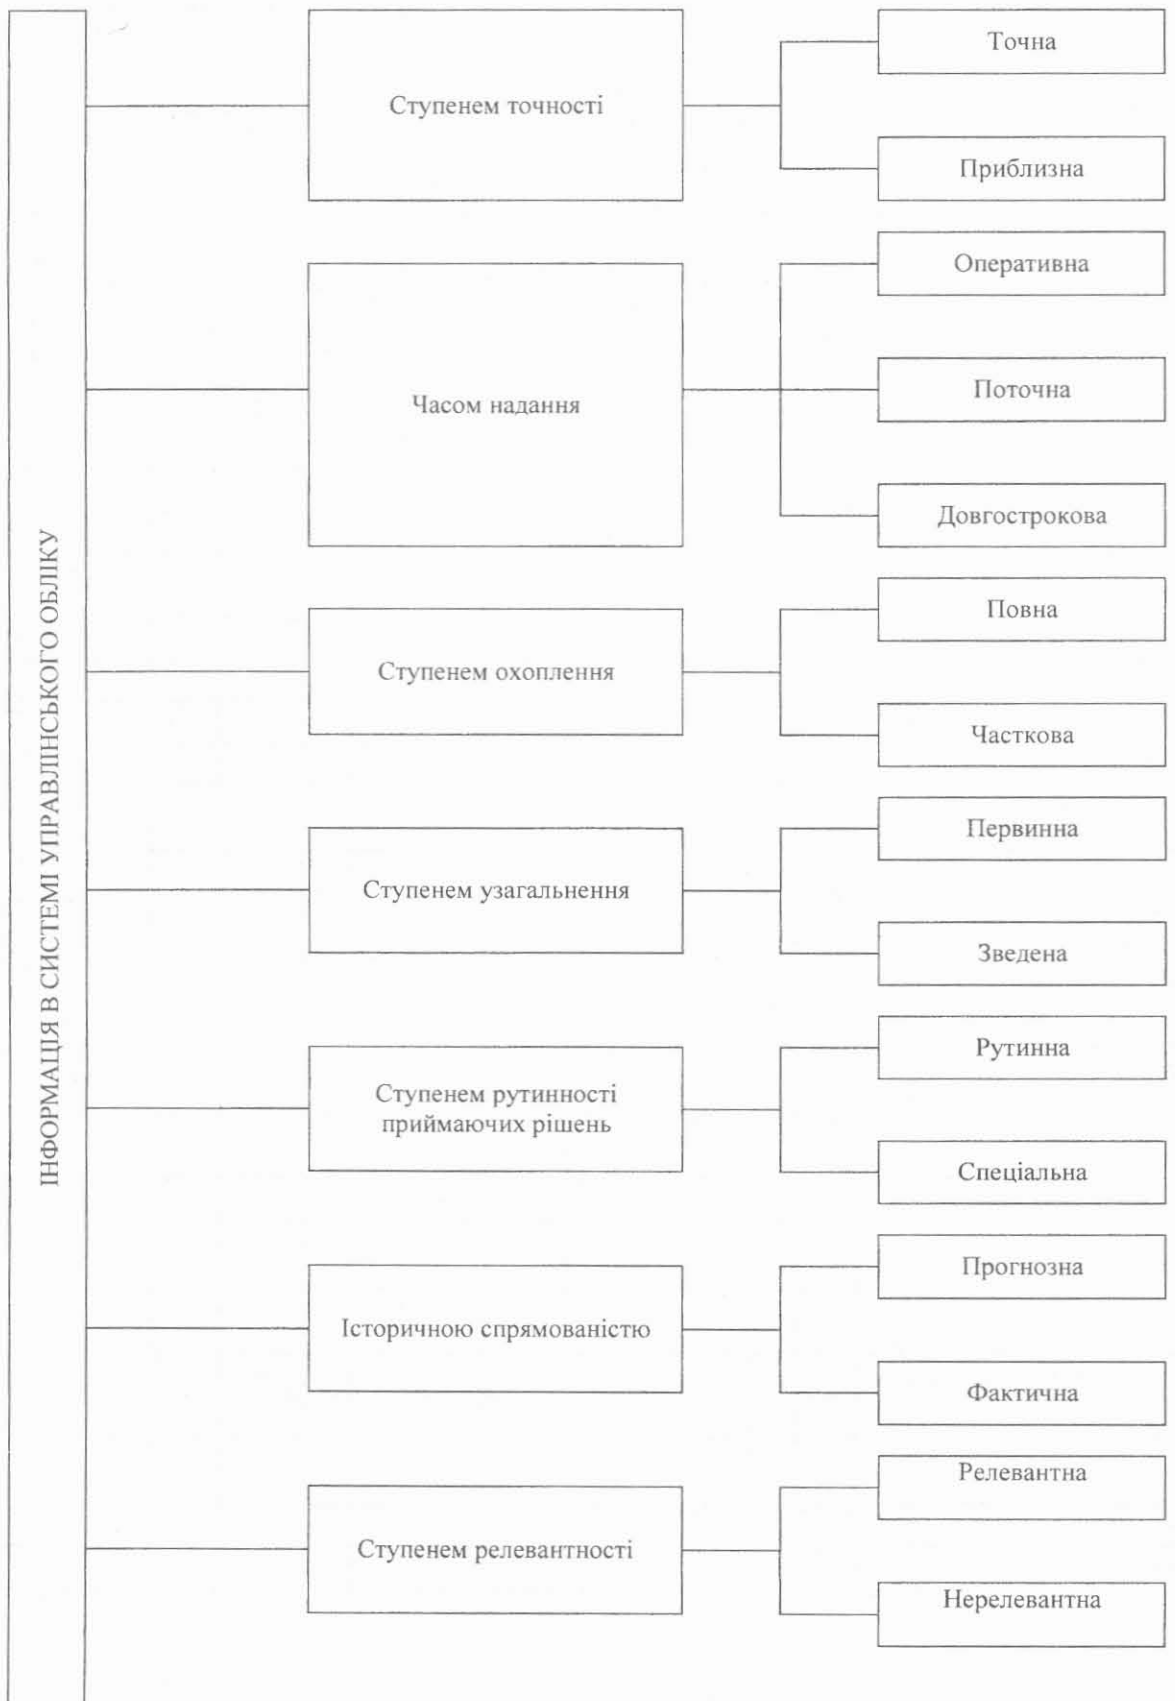 ІНФОРМАЦІЯ В СИСТЕМІ УПРАВЛІНСЬКОГО ОБЛІКУ
Ступенем точності
Точна
Приблизна
Часом надання
Оперативна
Поточна
Довгострокова
Ступенем охоплення
Повна
Часткова
Ступенем узагальнення
Первинна
Зведена
Ступенем рутинності
приймаючих рішень
Рутинна
Спеціальна
Історичною спрямованістю
Прогнозна
Фактична
Ступенем релевантності
Релевантна
Нерелевантна